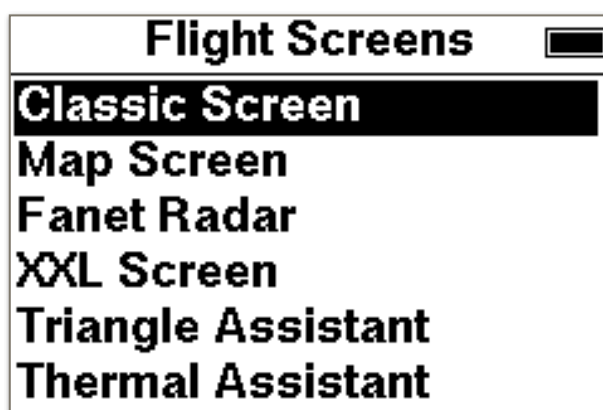 Flight Screens
Classic Screen
Map Screen
Fanet Radar
XXL Screen
Triangle Assistant
Thermal Assistant